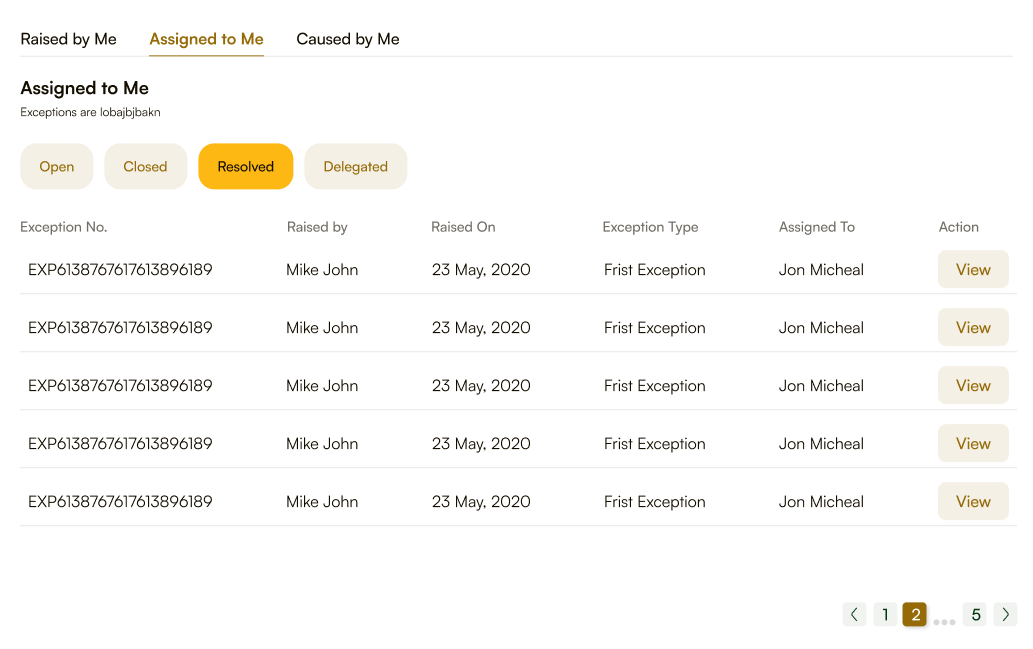 Raised by Me Assigned to Me Caused by Me
Assigned to Me
Exceptions are lobajbjbakn
Open Closed Resolved Delegated
Exception No. Raised by Raised On Exception Type Assigned To Action
EXP6138767617613896189 Mike John 23 May, 2020 Frist Exception Jon Micheal View
EXP6138767617613896189 Mike John 23 May, 2020 Frist Exception Jon Micheal View
EXP6138767617613896189 Mike John 23 May, 2020 Frist Exception Jon Micheal View
EXP6138767617613896189 Mike John 23 May, 2020 Frist Exception Jon Micheal View
EXP6138767617613896189 Mike John 23 May, 2020 Frist Exception Jon Micheal View
1 2 ... 5